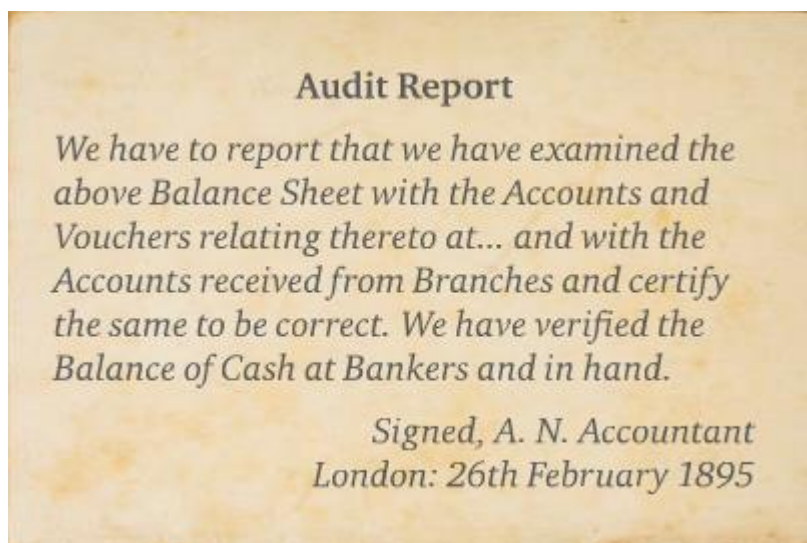 Audit Report
We have to report that we have examined the
above Balance Sheet with the Accounts and
Vouchers relating thereto at... and with the
Accounts received from Branches and certify
the same to be correct. We have verified the
Balance of Cash at Bankers and in hand.
Signed, A. N. Accountant
London: 26th February 1895